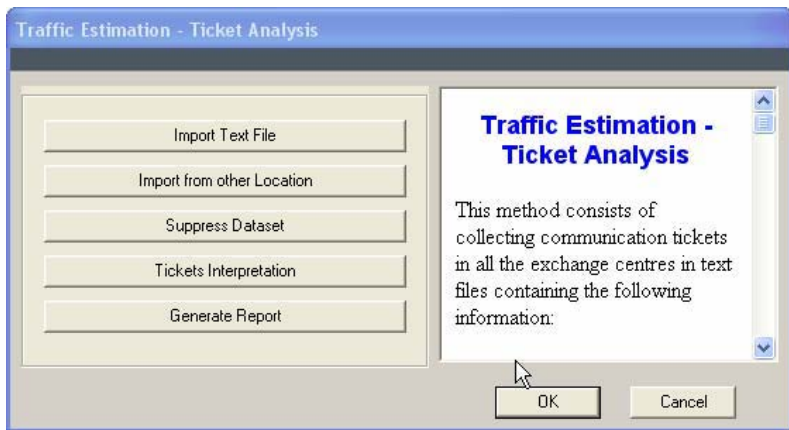 Traffic Estimation - Ticket Analysis
Import Text File
Import from other Location
Suppress Dataset
Tickets Interpretation
Generate Report
Traffic Estimation -
Ticket Analysis
This method consists of
collecting communication tickets
in all the exchange centres in text
files containing the following
information:
OK
Cancel